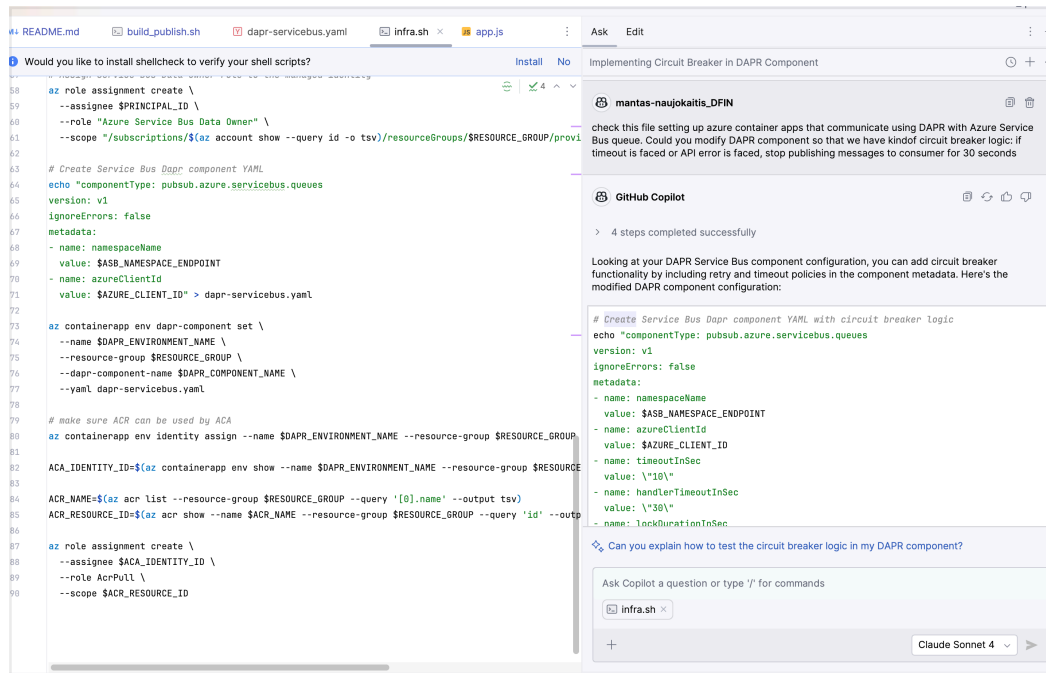 README.md
build_publish.sh
dapr-servicebus.yaml
infra.sh
JS app.js
Ask Edit
Would you like to install shellcheck to verify your shell scripts? Install No
Implementing Circuit Breaker in DAPR Component
58 az role assignment create \
4
59 --assignee $PRINCIPAL_ID \
60 --role "Azure Service Bus Data Owner" \
61 --scope "/subscriptions/$(az account show --query id -o tsv)/resourceGroups/$RESOURCE_GROUP/provi
62
63 # Create Service Bus Dapr component YAML
64 echo "componentType: pubsub.azure.servicebus.queues
65 version: v1
66 ignoreErrors: false
67 metadata:
68 - name: namespaceName
69 value: $ASB_NAMESPACE_ENDPOINT
70 - name: azureClientId
71 value: $AZURE_CLIENT_ID" > dapr-servicebus.yaml
72
73 az containerapp env dapr-component set \
74 --name $DAPR_ENVIRONMENT_NAME \
75 --resource-group $RESOURCE_GROUP \
76 --dapr-component-name $DAPR_COMPONENT_NAME \
77 --yaml dapr-servicebus.yaml
78
79 # make sure ACR can be used by ACA
80 az containerapp env identity assign --name $DAPR_ENVIRONMENT_NAME --resource-group $RESOURCE_GROUP
81
82 ACA_IDENTITY_ID=$(az containerapp env show --name $DAPR_ENVIRONMENT_NAME --resource-group $RESOURCE
83
84 ACR_NAME=$(az acr list --resource-group $RESOURCE_GROUP --query '[0].name' --output tsv)
85 ACR_RESOURCE_ID=$(az acr show --name $ACR_NAME --resource-group $RESOURCE_GROUP --query 'id' --outp
86
87 az role assignment create \
88 --assignee $ACA_IDENTITY_ID \
89 --role AcrPull \
90 --scope $ACR_RESOURCE_ID
mantas-naujokaitis_DFIN
check this file setting up azure container apps that communicate using DAPR with Azure Service
Bus queue. Could you modify DAPR component so that we have kindof circuit breaker logic: if
timeout is faced or API error is faced, stop publishing messages to consumer for 30 seconds
GitHub Copilot
4 steps completed successfully
Looking at your DAPR Service Bus component configuration, you can add circuit breaker
functionality by including retry and timeout policies in the component metadata. Here's the
modified DAPR component configuration:
# Create Service Bus Dapr component YAML with circuit breaker logic
echo "componentType: pubsub.azure.servicebus.queues
version: v1
ignoreErrors: false
metadata:
- name: namespaceName
value: $ASB_NAMESPACE_ENDPOINT
- name: azureClientId
value: $AZURE_CLIENT_ID
- name: timeoutInSec
value: \"10\"
- name: handlerTimeoutInSec
value: \"30\"
- name: lockDurationInSec
Can you explain how to test the circuit breaker logic in my DAPR component?
Ask Copilot a question or type '/' for commands
infra.sh
Claude Sonnet 4